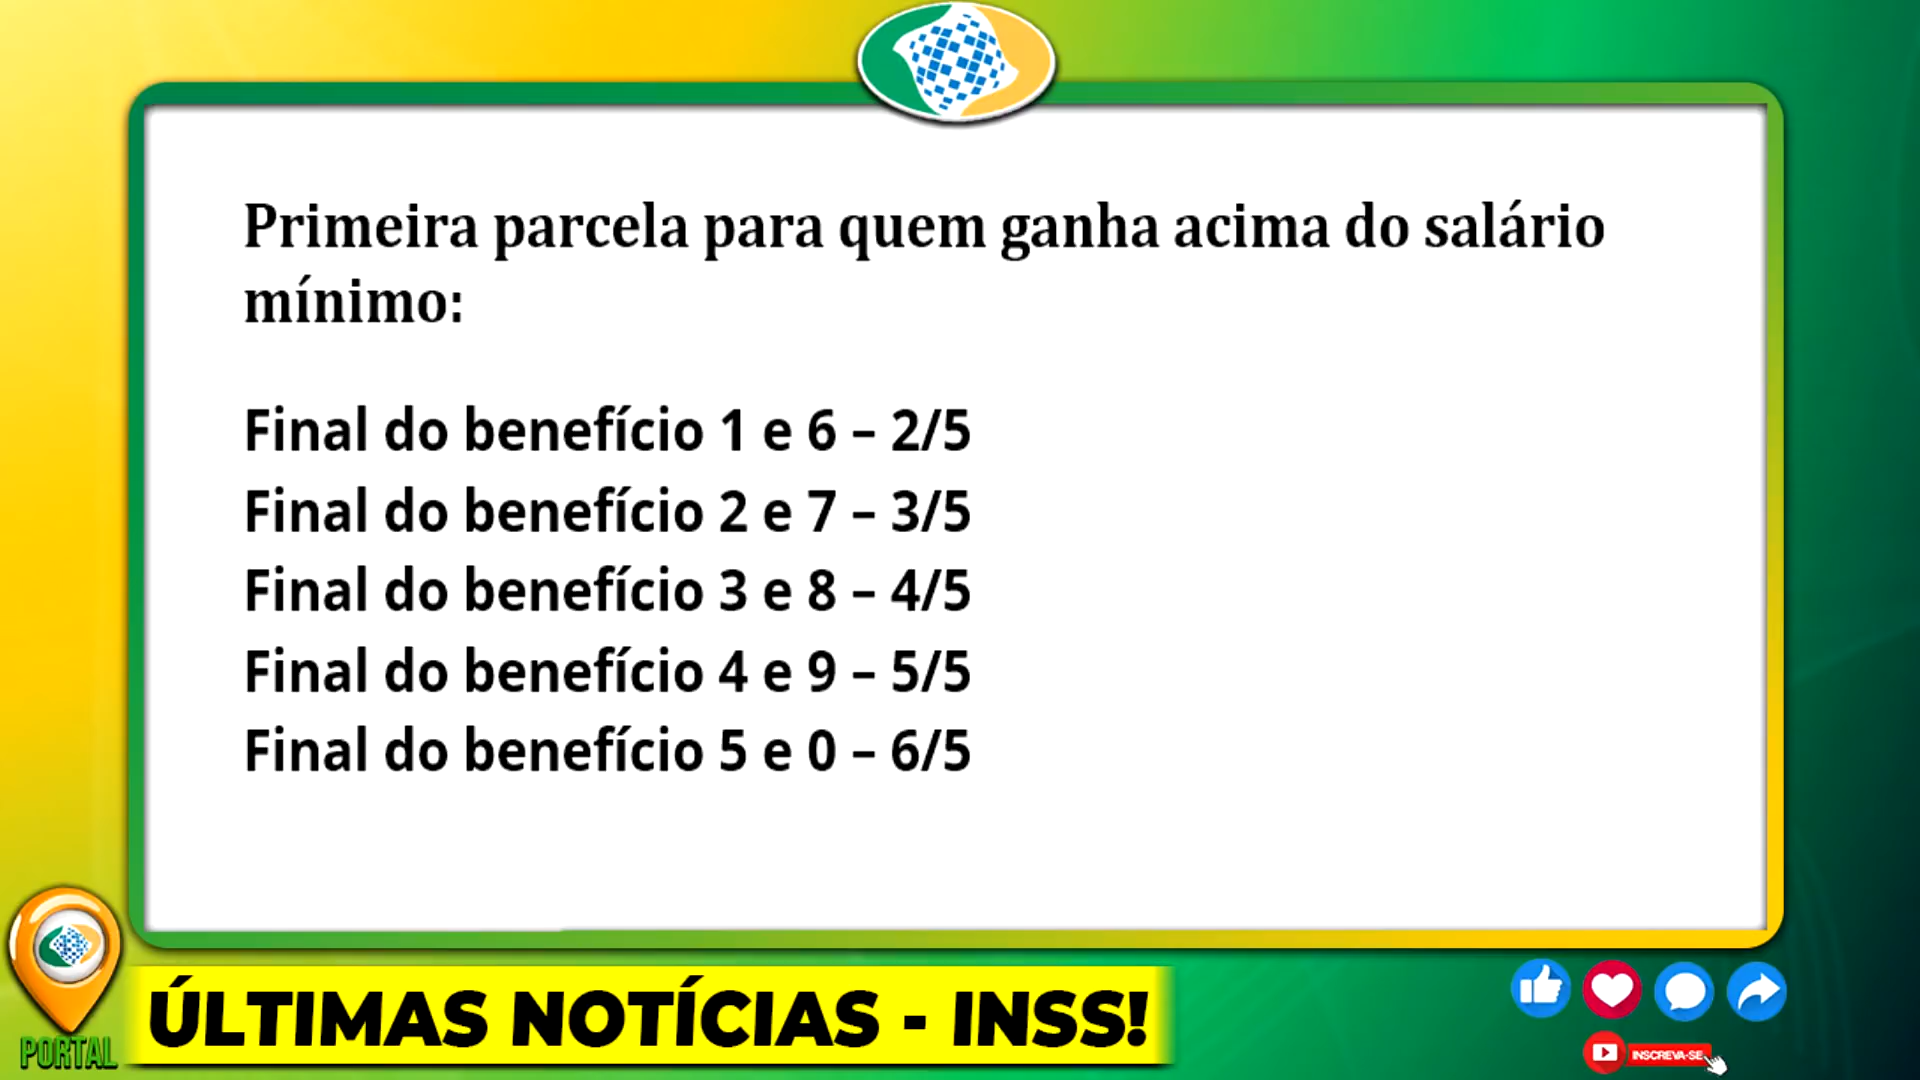 Primeira parcela para quem ganha acima do salário
mínimo:
Final do benefício 1 e 6 – 2/5
Final do benefício 2 e 7 – 3/5
Final do benefício 3 e 8 – 4/5
Final do benefício 4 e 9 – 5/5
Final do benefício 5 e 0 – 6/5
PORTAL
ÚLTIMAS NOTÍCIAS - INSS!
INSCREVA-SE